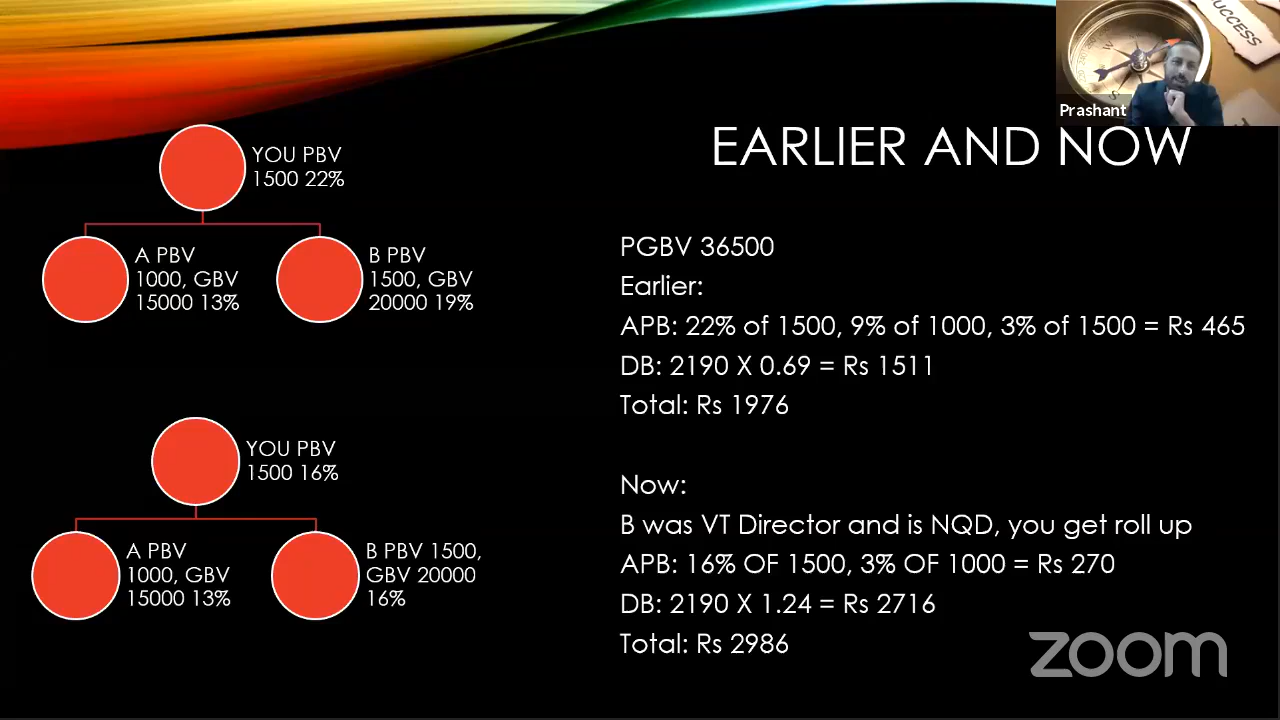 SUCCESS
Prashant
EARLIER AND NOW
YOU PBV
1500 22%
A PBV
1000, GBV
15000 13%
B PBV
1500, GBV
20000 19%
PGBV 36500
Earlier:
APB: 22% of 1500, 9% of 1000, 3% of 1500 = Rs 465
DB: 2190 X 0.69 = Rs 1511
Total: Rs 1976
YOU PBV
1500 16%
A PBV
1000, GBV
15000 13%
B PBV 1500,
GBV 20000
16%
Now:
B was VT Director and is NQD, you get roll up
APB: 16% OF 1500, 3% OF 1000 = Rs 270
DB: 2190 X 1.24 = Rs 2716
Total: Rs 2986
zoom